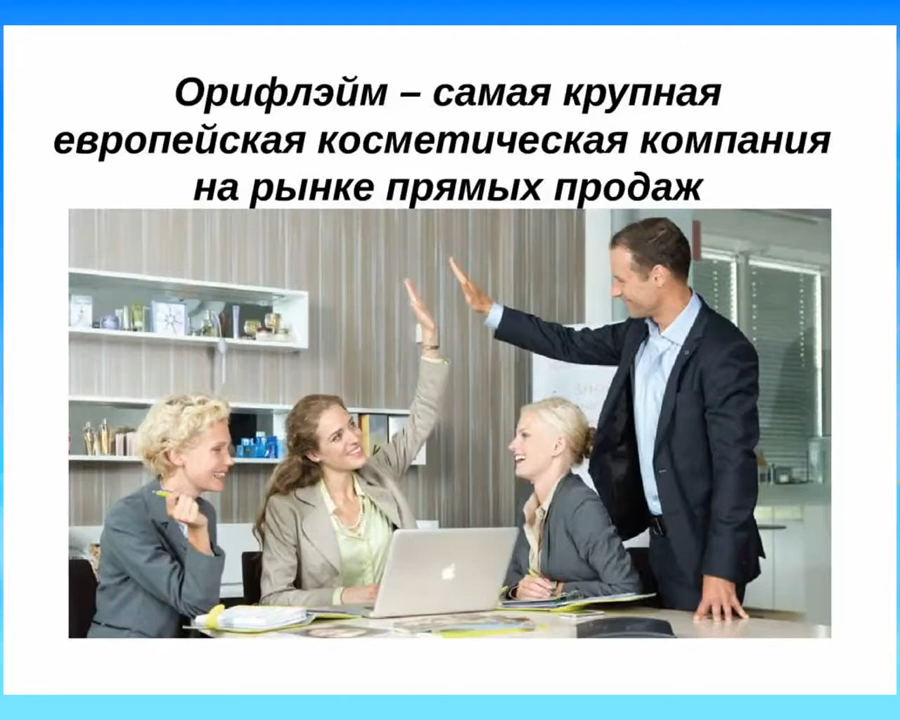 Орифлэйм – самая крупная
европейская косметическая компания
на рынке прямых продаж